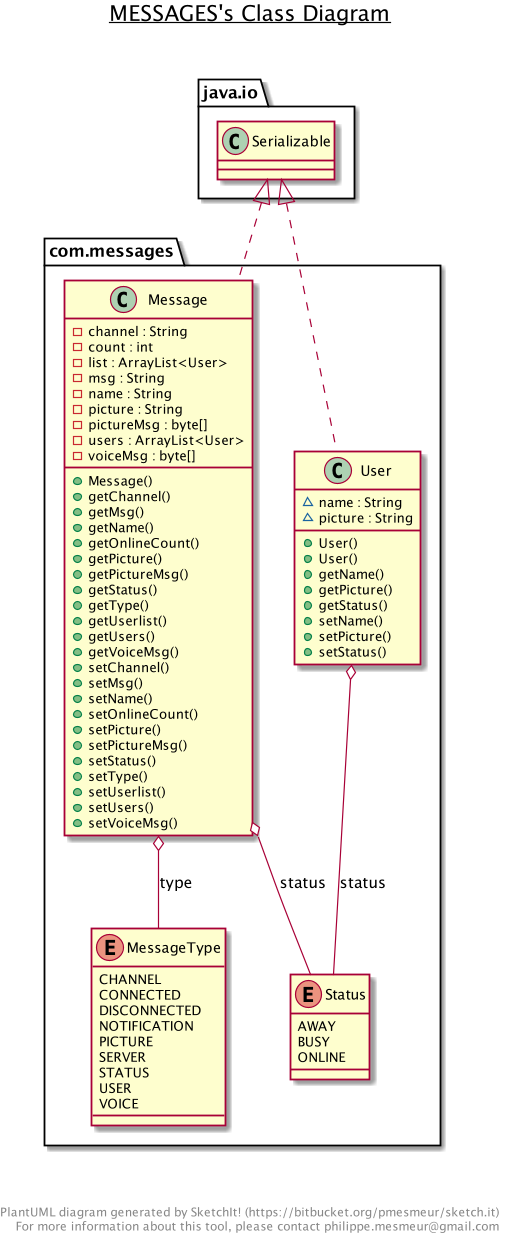 MESSAGES's Class Diagram
java.io
C Serializable
com.messages
C Message
channel : String
count : int
list : ArrayList<User>
msg : String
name : String
picture : String
pictureMsg : byte[]
users : ArrayList<User>
voiceMsg : byte[]
Message()
getChannel()
getMsg()
getName()
getOnlineCount()
getPicture()
getPictureMsg()
getStatus()
getType()
getUserlist()
getUsers()
getVoiceMsg()
setChannel()
setMsg()
setName()
setOnlineCount()
setPicture()
setPictureMsg()
setStatus()
setType()
setUserlist()
setUsers()
setVoiceMsg()
C User
name : String
picture : String
User()
User()
getName()
getPicture()
getStatus()
setName()
setPicture()
setStatus()
type
status
status
E MessageType
CHANNEL
CONNECTED
DISCONNECTED
NOTIFICATION
PICTURE
SERVER
STATUS
USER
VOICE
E Status
AWAY
BUSY
ONLINE
PlantUML diagram generated by SketchIt! (https://bitbucket.org/pmesmeur/sketch.it)
For more information about this tool, please contact philippe.mesmeur@gmail.com